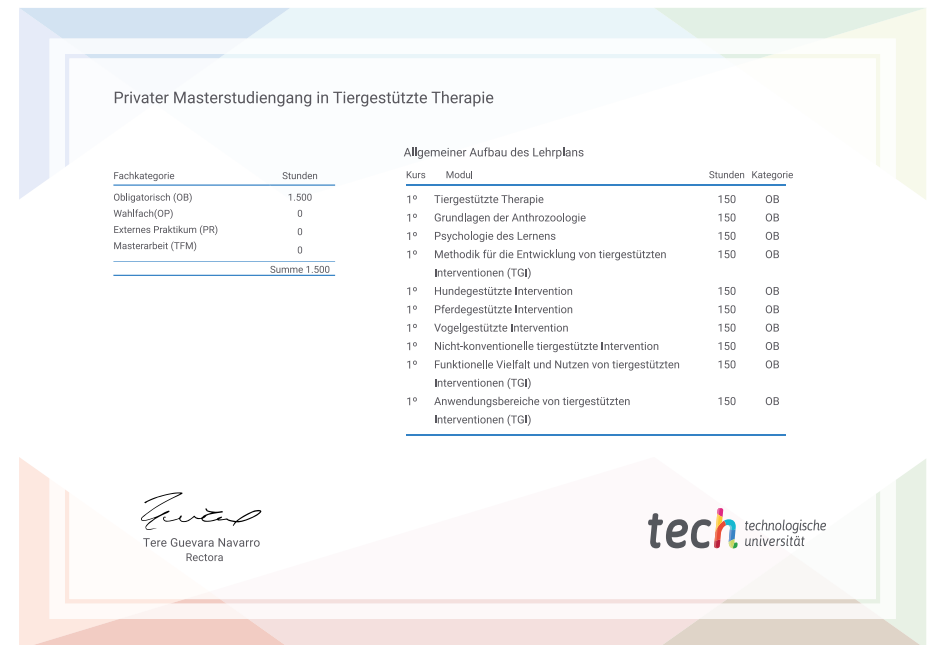 Privater Masterstudiengang in Tiergestützte Therapie
Fachkategorie Stunden
Obligatorisch (OB) 1.500
Wahlfach(OP) 0
Externes Praktikum (PR) 0
Masterarbeit (TFM) 0
Summe 1.500
Allgemeiner Aufbau des Lehrplans
Kurs Modul Stunden Kategorie
1º Tiergestützte Therapie 150 OB
1º Grundlagen der Anthrozoologie 150 OB
1º Psychologie des Lernens 150 OB
1º Methodik für die Entwicklung von tiergestützten 150 OB
Interventionen (TGI)
1º Hundegestützte Intervention 150 OB
1º Pferdegestützte Intervention 150 OB
1º Vogelgestützte Intervention 150 OB
1º Nicht-konventionelle tiergestützte Intervention 150 OB
1º Funktionelle Vielfalt und Nutzen von tiergestützten 150 OB
Interventionen (TGI)
1º Anwendungsbereiche von tiergestützten 150 OB
Interventionen (TGI)
Tere Guevara Navarro
Rectora
tech technologische
universität